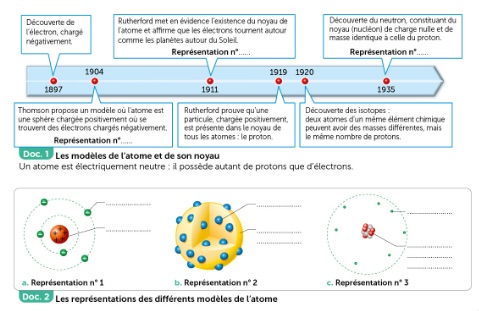 Découverte de
l'électron, chargé
négativement.
Rutherford met en évidence l'existence du noyau de
l'atome et affirme que les électrons tournent autour
comme les planètes autour du Soleil.
Représentation n°......
Découverte du neutron, constituant du
noyau (nucléon) de charge nulle et de
masse identique à celle du proton.
Représentation n°......
1897
1904
1911
1919
1920
1935
Thomson propose un modèle où l'atome est
une sphère chargée positivement où se
trouvent des électrons chargés négativement.
Représentation n°......
Rutherford prouve qu'une
particule, chargée positivement,
est présente dans le noyau de
tous les atomes : le proton.
Découverte des isotopes :
deux atomes d'un même élément chimique
peuvent avoir des masses différentes, mais
le même nombre de protons.
Doc. 1 Les modèles de l'atome et de son noyau
Un atome est électriquement neutre : il possède autant de protons que d'électrons.
a. Représentation n° 1
b. Représentation n° 2
c. Représentation n° 3
Doc. 2 Les représentations des différents modèles de l'atome